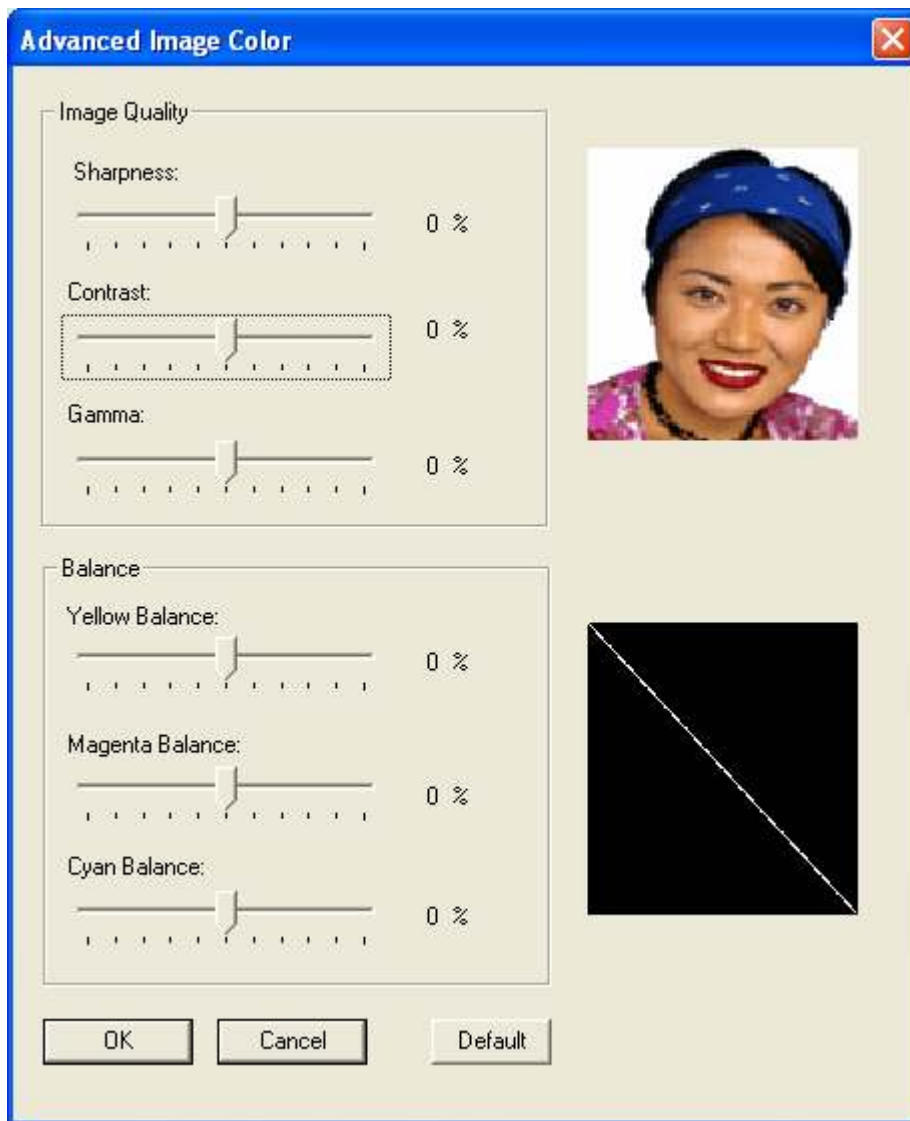 Advanced Image Color
Image Quality
Sharpness:
0 %
Contrast:
0 %
Gamma:
0 %
Balance
Yellow Balance:
0 %
Magenta Balance:
0 %
Cyan Balance:
0 %
OK
Cancel
Default